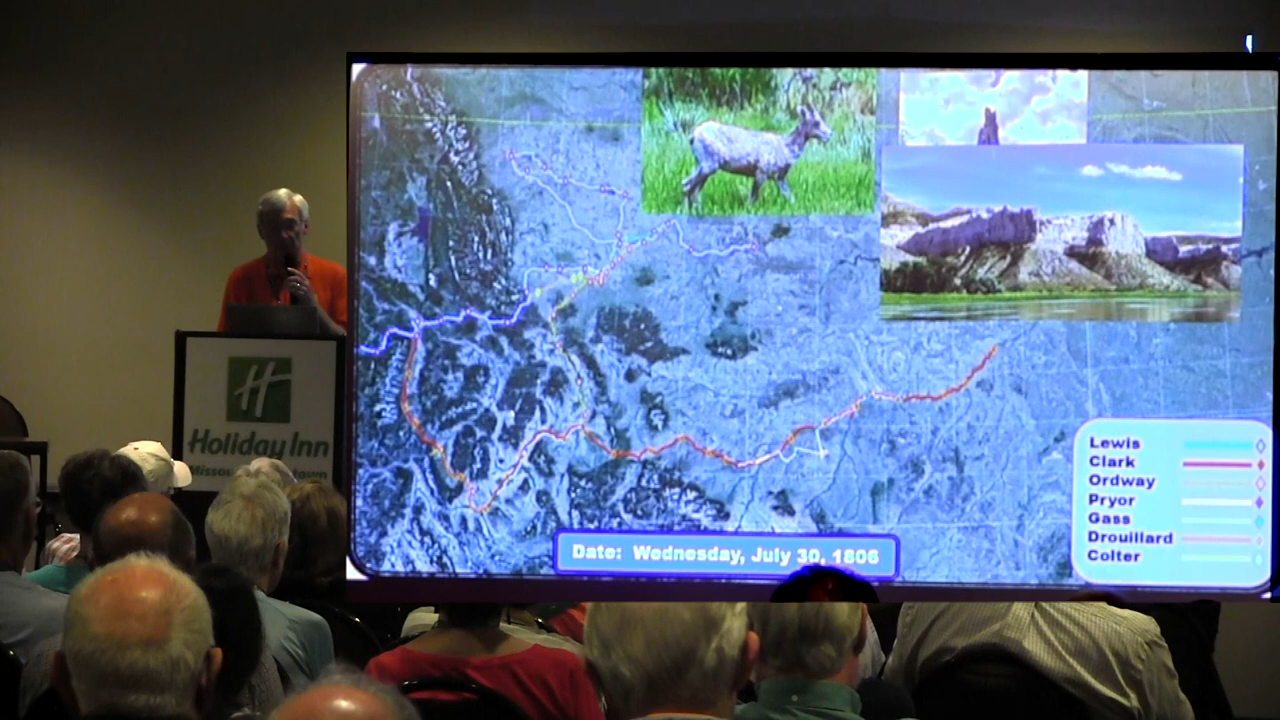 H
Holiday Inn
Date: Wednesday, July 30, 1806
Lewis
Clark
Ordway
Pryor
Gass
Drouillard
Colter